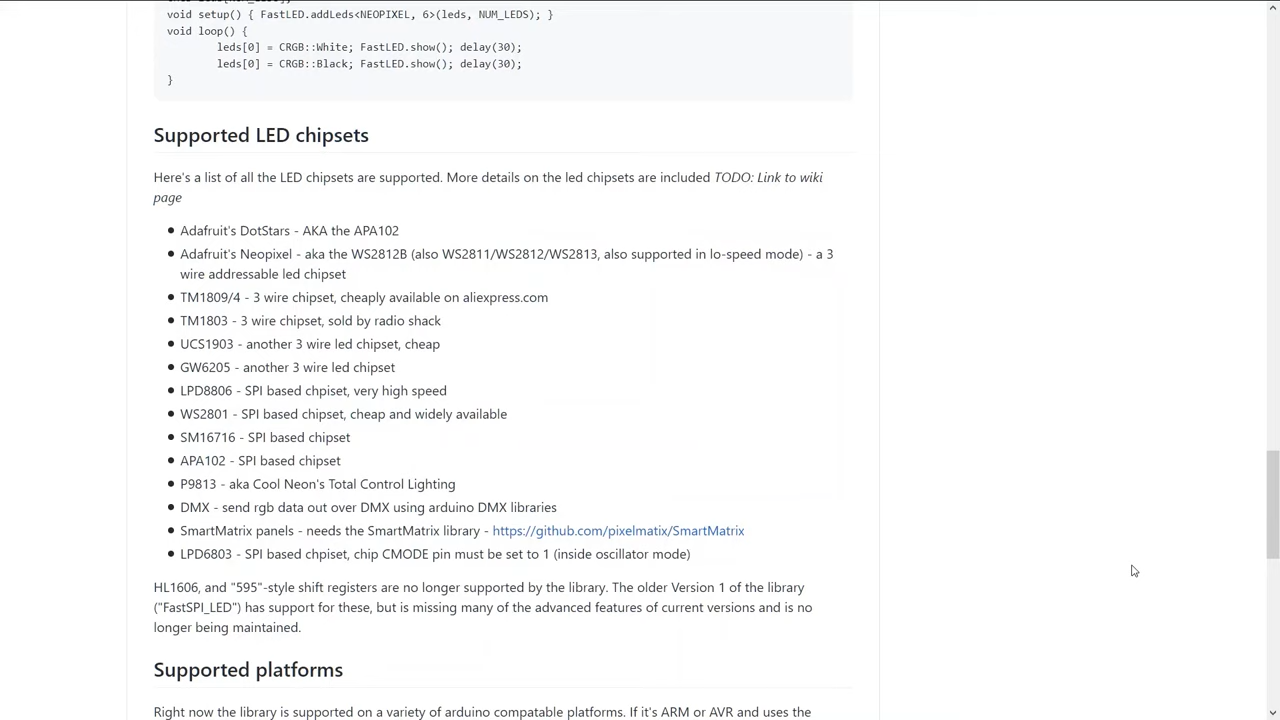 void setup() { FastLED.addLeds<NEOPIXEL, 6>(leds, NUM_LEDS); }
void loop() {
leds[0] = CRGB::White; FastLED.show(); delay(30);
leds[0] = CRGB::Black; FastLED.show(); delay(30);
}
Supported LED chipsets
Here's a list of all the LED chipsets are supported. More details on the led chipsets are included TODO: Link to wiki
page
• Adafruit's DotStars - AKA the APA102
• Adafruit's Neopixel - aka the WS2812B (also WS2811/WS2812/WS2813, also supported in lo-speed mode) - a 3
wire addressable led chipset
• TM1809/4 - 3 wire chipset, cheaply available on aliexpress.com
• TM1803 - 3 wire chipset, sold by radio shack
• UCS1903 - another 3 wire led chipset, cheap
• GW6205 - another 3 wire led chipset
• LPD8806 - SPI based chpiset, very high speed
• WS2801 - SPI based chipset, cheap and widely available
• SM16716 - SPI based chipset
• APA102 - SPI based chipset
• P9813 - aka Cool Neon's Total Control Lighting
• DMX - send rgb data out over DMX using arduino DMX libraries
• SmartMatrix panels - needs the SmartMatrix library - https://github.com/pixelmatix/SmartMatrix
• LPD6803 - SPI based chpiset, chip CMODE pin must be set to 1 (inside oscillator mode)
HL1606, and "595"-style shift registers are no longer supported by the library. The older Version 1 of the library
("FastSPI_LED") has support for these, but is missing many of the advanced features of current versions and is no
longer being maintained.
Supported platforms
Right now the library is supported on a variety of arduino compatable platforms. If it's ARM or AVR and uses the